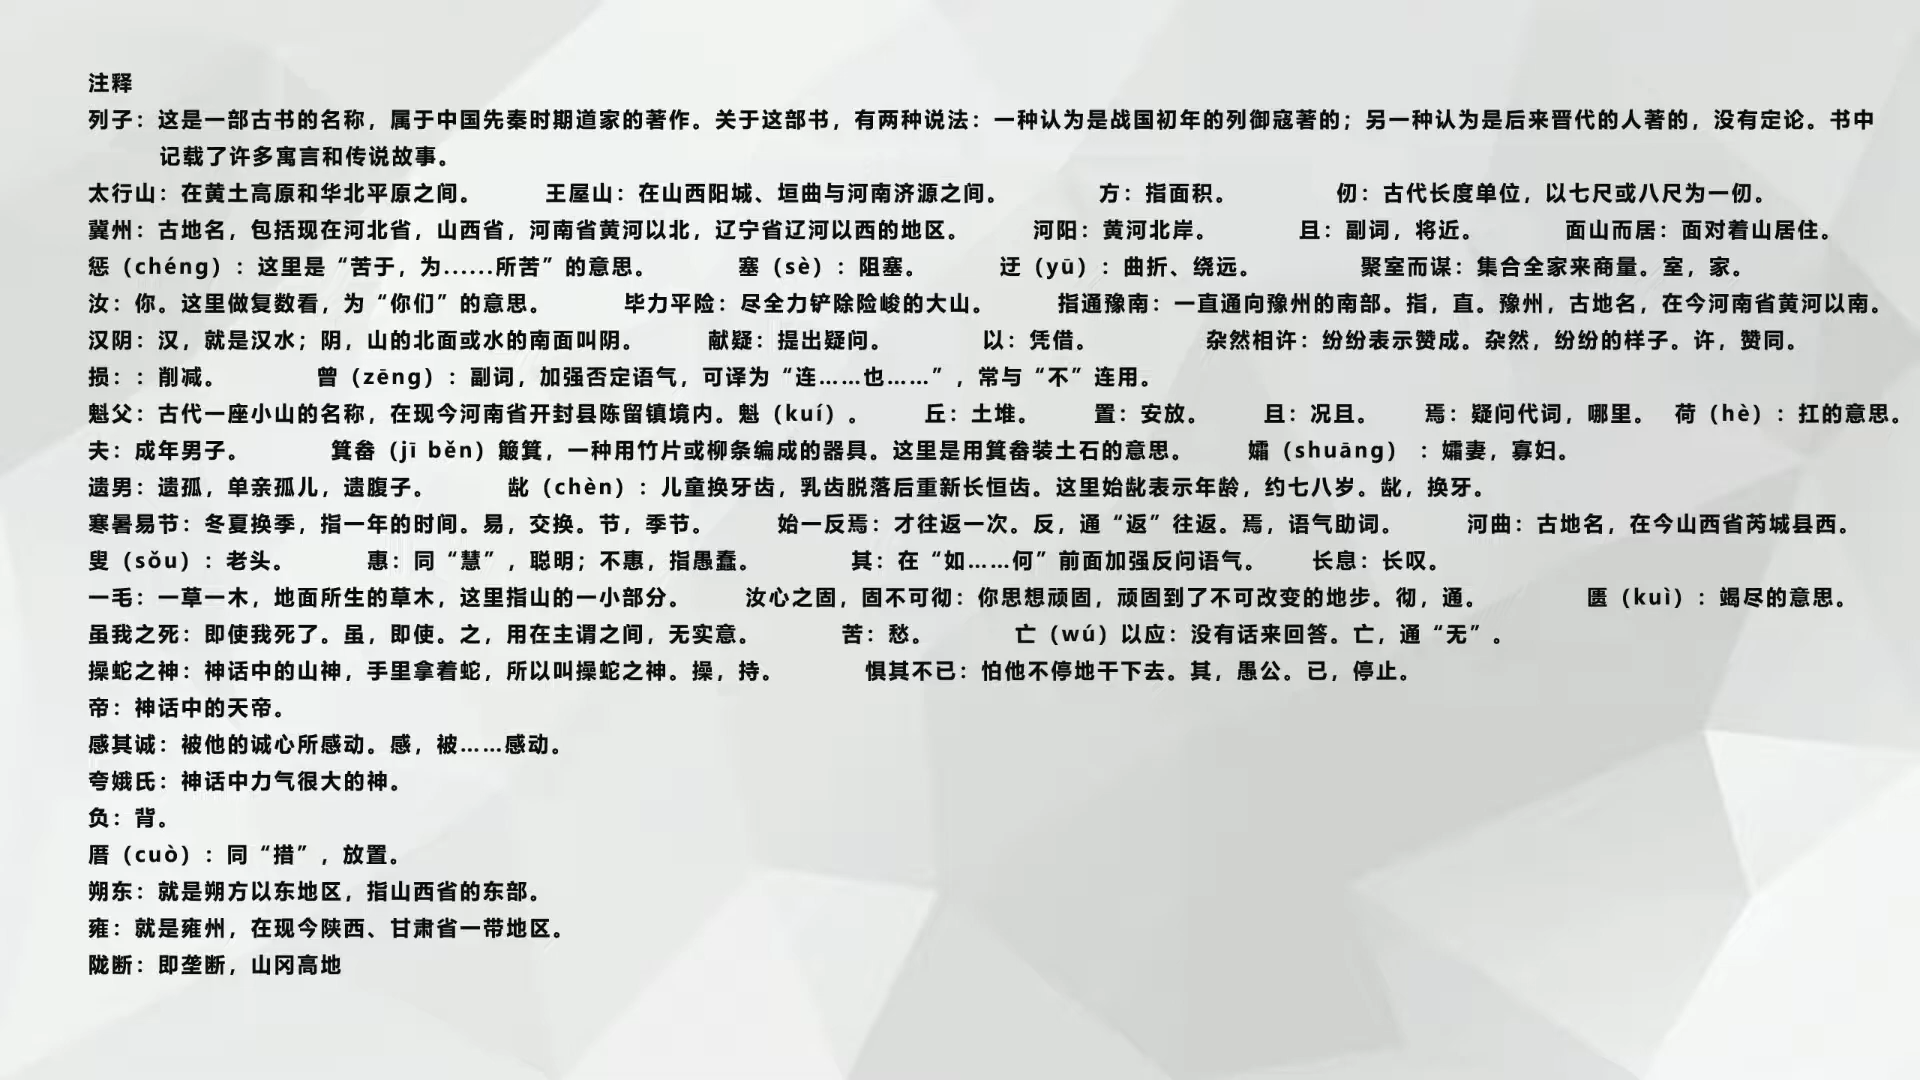 注释
列子：这是一部古书的名称，属于中国先秦时期道家的著作。关于这部书，有两种说法：一种认为是战国初年的列御寇著的；另一种认为是后来晋代的人著的，没有定论。书中
记载了许多寓言和传说故事。
太行山：在黄土高原和华北平原之间。 王屋山：在山西阳城、垣曲与河南济源之间。 方：指面积。 仞：古代长度单位，以七尺或八尺为一仞。
冀州：古地名，包括现在河北省，山西省，河南省黄河以北，辽宁省辽河以西的地区。 河阳：黄河北岸。 且：副词，将近。 面山而居：面对着山居住。
惩（chéng）：这里是“苦于，为......所苦”的意思。 塞（sè）：阻塞。 迂（yū）：曲折、绕远。 聚室而谋：集合全家来商量。室，家。
汝：你。这里做复数看，为“你们”的意思。 毕力平险：尽全力铲除险峻的大山。 指通豫南：一直通向豫州的南部。指，直。豫州，古地名，在今河南省黄河以南。
汉阴：汉，就是汉水；阴，山的北面或水的南面叫阴。 献疑：提出疑问。 以：凭借。 杂然相许：纷纷表示赞成。杂然，纷纷的样子。许，赞同。
损：：削减。 曾（zēng）：副词，加强否定语气，可译为“连……也……”，常与“不”连用。
魁父：古代一座小山的名称，在现今河南省开封县陈留镇境内。魁（kuí）。 丘：土堆。 置：安放。 且：况且。 焉：疑问代词，哪里。 荷（hè）：扛的意思。
夫：成年男子。 箕畚（jī běn）簸箕，一种用竹片或柳条编成的器具。这里是用箕畚装土石的意思。 孀（shuāng）：孀妻，寡妇。
遗男：遗孤，单亲孤儿，遗腹子。 龀（chèn）：儿童换牙齿，乳齿脱落后重新长恒齿。这里始龀表示年龄，约七八岁。龀，换牙。
寒暑易节：冬夏换季，指一年的时间。易，交换。节，季节。 始一反焉：才往返一次。反，通“返”往返。焉，语气助词。 河曲：古地名，在今山西省芮城县西。
叟（sǒu）：老头。 惠：同“慧”，聪明；不惠，指愚蠢。 其：在“如……何”前面加强反问语气。 长息：长叹。
一毛：一草一木，地面所生的草木，这里指山的一小部分。 汝心之固，固不可彻：你思想顽固，顽固到了不可改变的地步。彻，通。 匮（kuì）：竭尽的意思。
虽我之死：即使我死了。虽，即使。之，用在主谓之间，无实意。 苦：愁。 亡（wú）以应：没有话来回答。亡，通“无”。
操蛇之神：神话中的山神，手里拿着蛇，所以叫操蛇之神。操，持。 惧其不已：怕他不停地干下去。其，愚公。已，停止。
帝：神话中的天帝。
感其诚：被他的诚心所感动。感，被……感动。
夸娥氏：神话中力气很大的神。
负：背。
厝（cuò）：同“措”，放置。
朔东：就是朔方以东地区，指山西省的东部。
雍：就是雍州，在现今陕西、甘肃省一带地区。
陇断：即垄断，山冈高地